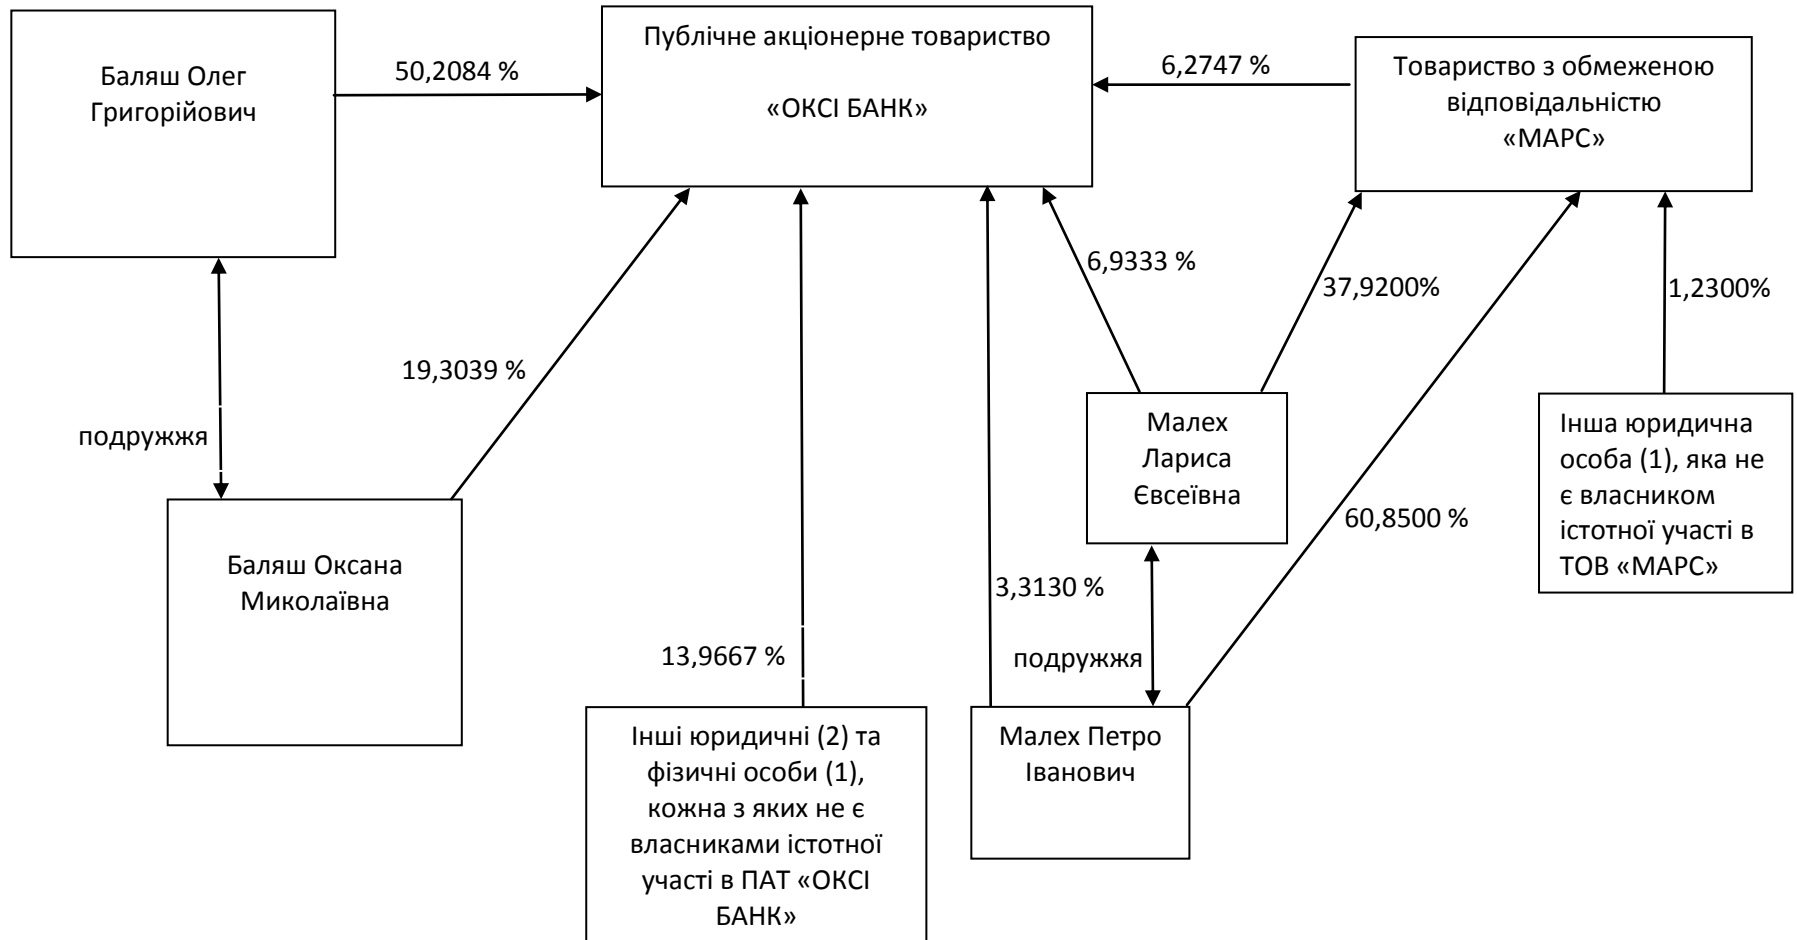 Баляш Олег
Григорійович
50,2084 %
Публічне акціонерне товариство
«ОКСІ БАНК»
6,2747 %
Товариство з обмеженою
відповідальністю
«МАРС»
6,9333 %
37,9200%
1,2300%
19,3039 %
подружжя
Баляш Оксана
Миколаївна
Малех
Лариса
Євсеївна
60,8500 %
Інша юридична
особа (1), яка не
є власником
істотної участі в
ТОВ «МАРС»
3,3130 %
13,9667 %
подружжя
Інші юридичні (2) та
фізичні особи (1),
кожна з яких не є
власниками істотної
участі в ПАТ «ОКСІ
БАНК»
Малех Петро
Іванович